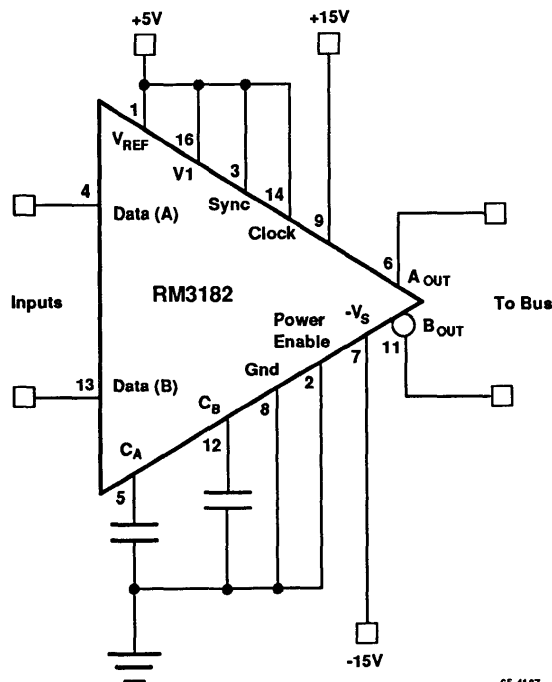 +5V
+15V
1
VREF
16
V1
3
Sync
14
Clock
9
4
Data (A)
6
AOUT
Inputs
RM3182
To Bus
Power
Enable
-VS
BOUT
11
7
2
Gnd
8
13
Data (B)
CB
12
CA
5
-15V